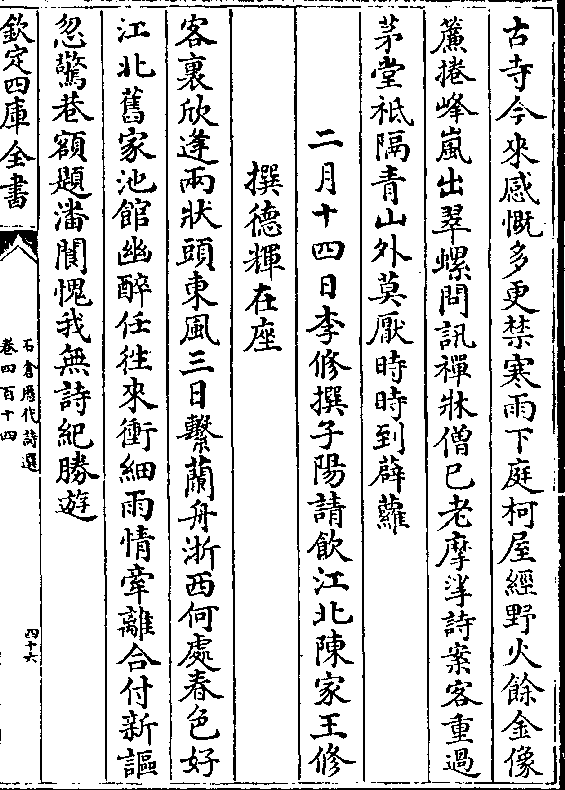 古寺今來感慨多更禁寒雨下庭柯屋經野火餘金像
簾捲峰嵐出翠螺問訊禪牀僧已老摩挲詩案客重過
茅堂祗隔青山外莫厭時時到薜蘿
二月十四日李修撰子陽請飲江北陳家王修
撰德輝在座
客裏欣逢兩狀頭東風三日繫蘭舟浙西何處春色好
江北舊家池館幽醉任往來衝細雨情牽離合付新謳
忽驚巷額題潘閬愧我無詩紀勝遊
欽定四庫全書
石倉歷代詩選
卷四百十四
四十六